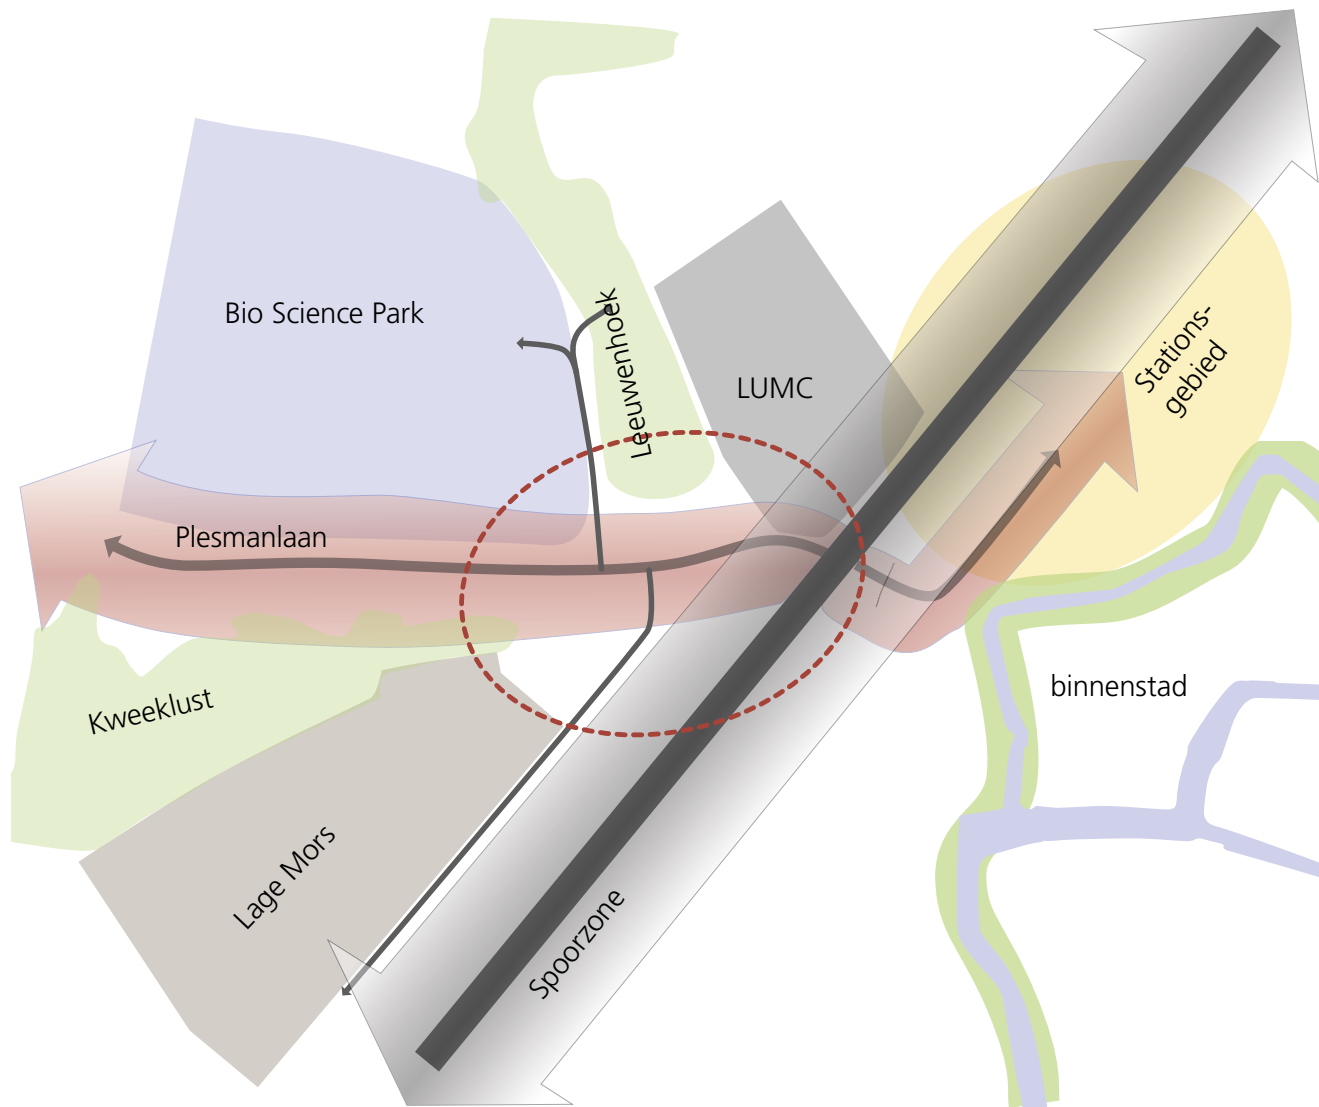 Bio Science Park
Leeuwenhoek
LUMC
Stations-
gebied
Plesmanlaan
Kweeklust
binnenstad
Lage Mors
Spoorzone